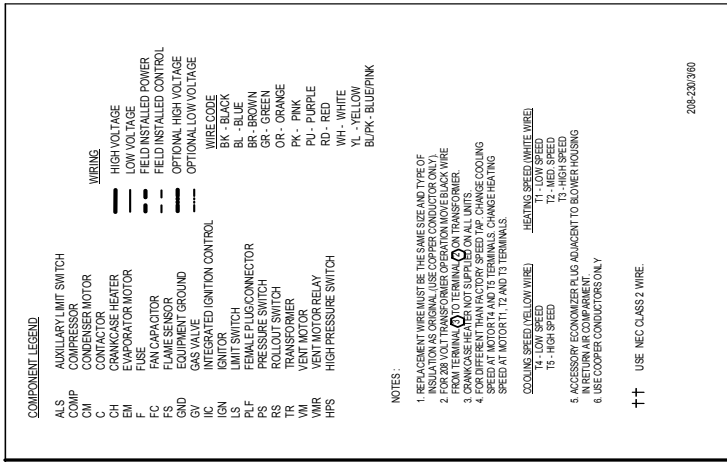 COMPONENT LEGEND
ALS AUXILLARY LIMIT SWITCH
COMP COMPRESSOR
CM CONDENSER MOTOR
C CONTACTOR
CH CRANKCASE HEATER
EM EVAPORATOR MOTOR
F FUSE
FC FAN CAPACITOR
FS FLAME SENSOR
GND EQUIPMENT GROUND
GV GAS VALVE
IIC INTEGRATED IGNITION CONTROL
IGN IGNITOR
LS LIMIT SWITCH
PLF FEMALE PLUG/CONNECTOR
PS PRESSURE SWITCH
RS ROLLOUT SWITCH
TR TRANSFORMER
VM VENT MOTOR
VMR VENT MOTOR RELAY
HPS HIGH PRESSURE SWITCH
WIRING
HIGH VOLTAGE
LOW VOLTAGE
FIELD INSTALLED POWER
FIELD INSTALLED CONTROL
OPTIONAL HIGH VOLTAGE
OPTIONAL LOW VOLTAGE
WIRE CODE
BK - BLACK
BL - BLUE
BR - BROWN
GR - GREEN
OR - ORANGE
PK - PINK
PU - PURPLE
RD - RED
WH - WHITE
YL - YELLOW
BL/PK - BLUE/PINK
NOTES :
1. REPLACEMENT WIRE MUST BE THE SAME SIZE AND TYPE OF
INSULATION AS ORIGINAL.(USE COPPER CONDUCTOR ONLY).
2. FOR 208 VOLT TRANSFORMER OPERATION MOVE BLACK WIRE
FROM TERMINAL TO TERMINAL ON TRANSFORMER.
3. CRANKCASE HEATER NOT SUPPLIED ON ALL UNITS.
4. FOR DIFFERENT THAN FACTORY SPEED TAP. CHANGE COOLING
SPEED AT MOTOR T4 AND T5 TERMINALS. CHANGE HEATING
SPEED AT MOTOR T1, T2 AND T3 TERMINALS.
COOLING SPEED (YELLOW WIRE) HEATING SPEED (WHITE WIRE)
T4 - LOW SPEED T1 - LOW SPEED
T5 - HIGH SPEED T2 - MED. SPEED
T3 - HIGH SPEED
5. ACCESSORY ECONOMIZER PLUG ADJACENT TO BLOWER HOUSING
IN RETURN AIR COMPARMENT.
6. USE COOPER CONDUCTORS ONLY
†† USE NEC CLASS 2 WIRE.
208-230/3/60